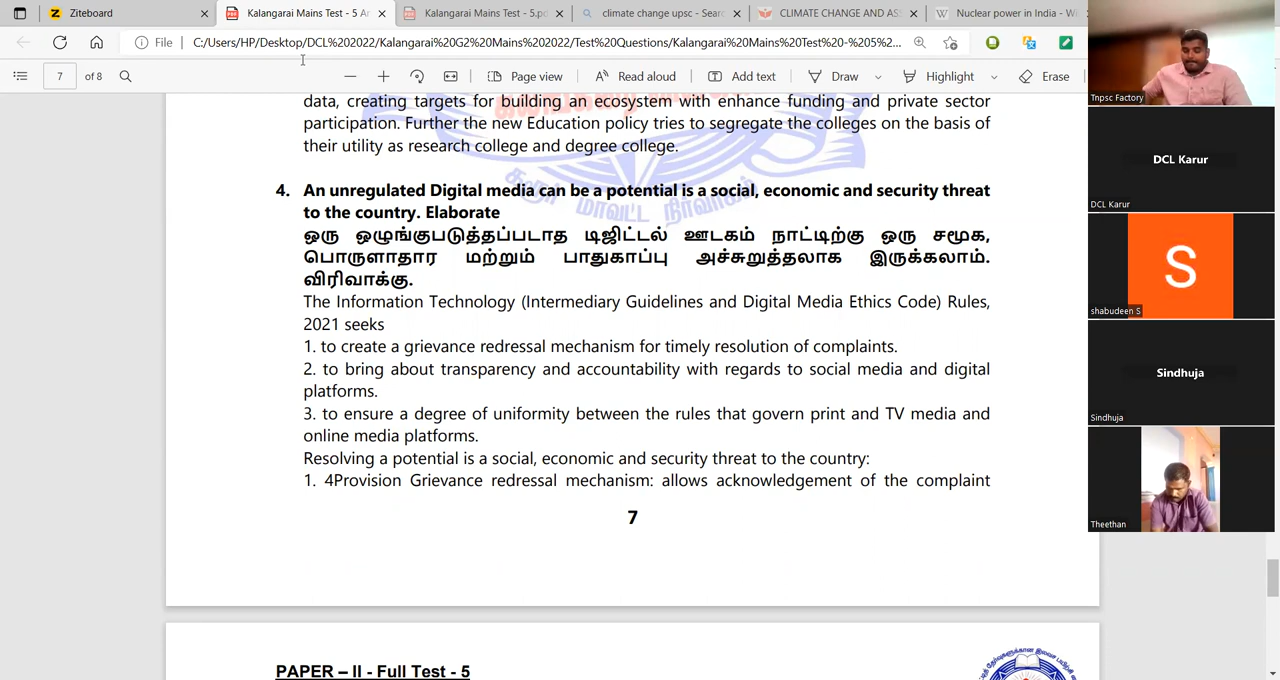 Ziteboard
Kalangarai Mains Test - 5 An
Kalangarai Mains Test - 5.pd
climate change upsc - Sear
CLIMATE CHANGE AND ASS
Nuclear power in India - Wi
File
C:/Users/HP/Desktop/DCL%202022/Kalangarai%20G2%20Mains%202022/Test%20Questions/Kalangarai%20Mains%20Test%20-%205%2...
7 of 8
Page view
Read aloud
Add text
Draw
Highlight
Erase
data, creating targets for building an ecosystem with enhance funding and private sector
participation. Further the new Education policy tries to segregate the colleges on the basis of
their utility as research college and degree college.
4. An unregulated Digital media can be a potential is a social, economic and security threat
to the country. Elaborate
ஒரு ஒழுங்குபடுத்தப்படாத டிஜிட்டல் ஊடகம் நாட்டிற்கு ஒரு சமூக,
பொருளாதார மற்றும் பாதுகாப்பு அச்சுறுத்தலாக இருக்கலாம்.
விரிவாக்கு.
The Information Technology (Intermediary Guidelines and Digital Media Ethics Code) Rules,
2021 seeks
1. to create a grievance redressal mechanism for timely resolution of complaints.
2. to bring about transparency and accountability with regards to social media and digital
platforms.
3. to ensure a degree of uniformity between the rules that govern print and TV media and
online media platforms.
Resolving a potential is a social, economic and security threat to the country:
1. 4Provision Grievance redressal mechanism: allows acknowledgement of the complaint
7
PAPER – II - Full Test - 5
Tnpsc Factory
DCL Karur
DCL Karur
S
shabudeen S
Sindhuja
Sindhuja
Theethan